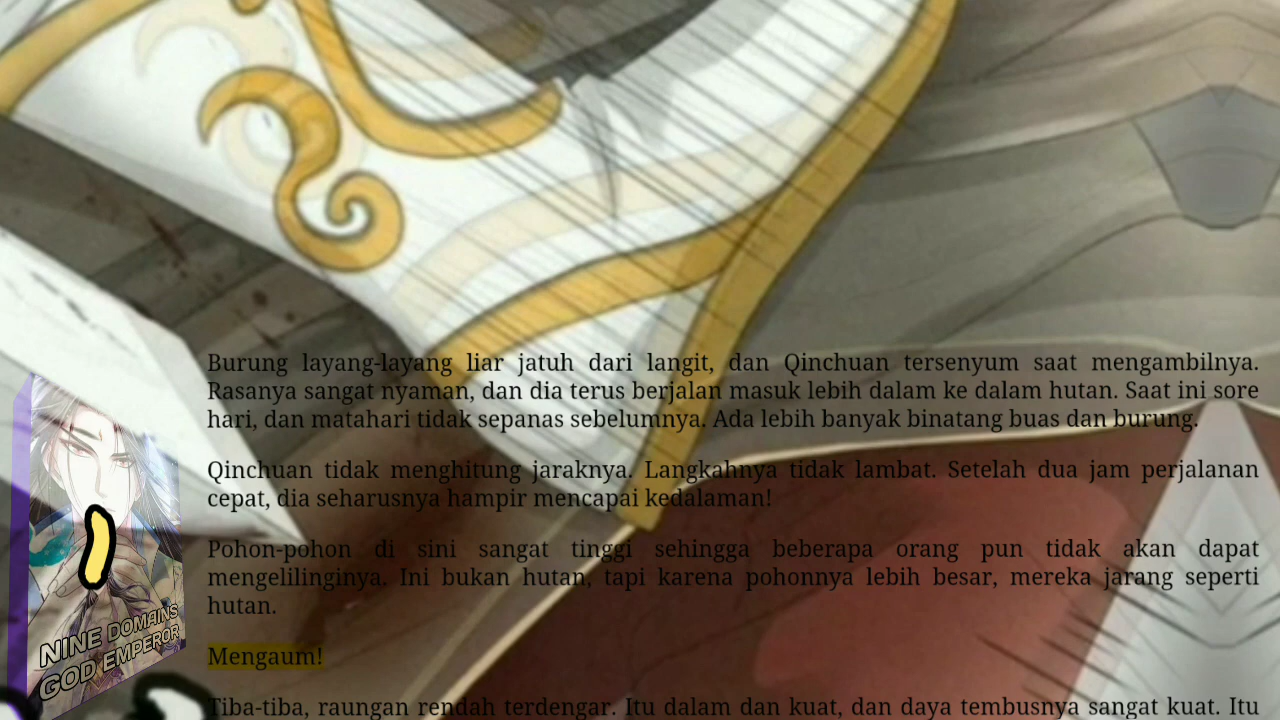 Burung layang-layang liar jatuh dari langit, dan Qinchuan tersenyum saat mengambilnya.
Rasanya sangat nyaman, dan dia terus berjalan masuk lebih dalam ke dalam hutan. Saat ini sore
hari, dan matahari tidak sepanas sebelumnya. Ada lebih banyak binatang buas dan burung.
Qinchuan tidak menghitung jaraknya. Langkahnya tidak lambat. Setelah dua jam perjalanan
cepat, dia seharusnya hampir mencapai kedalaman!
Pohon-pohon di sini sangat tinggi sehingga beberapa orang pun tidak akan dapat
mengelilinginya. Ini bukan hutan, tapi karena pohonnya lebih besar, mereka jarang seperti
hutan.
Mengaum!
Tiba-tiba, raungan rendah terdengar. Itu dalam dan kuat, dan daya tembusnya sangat kuat. Itu
NINE DOMAINS
GOD EMPEROR